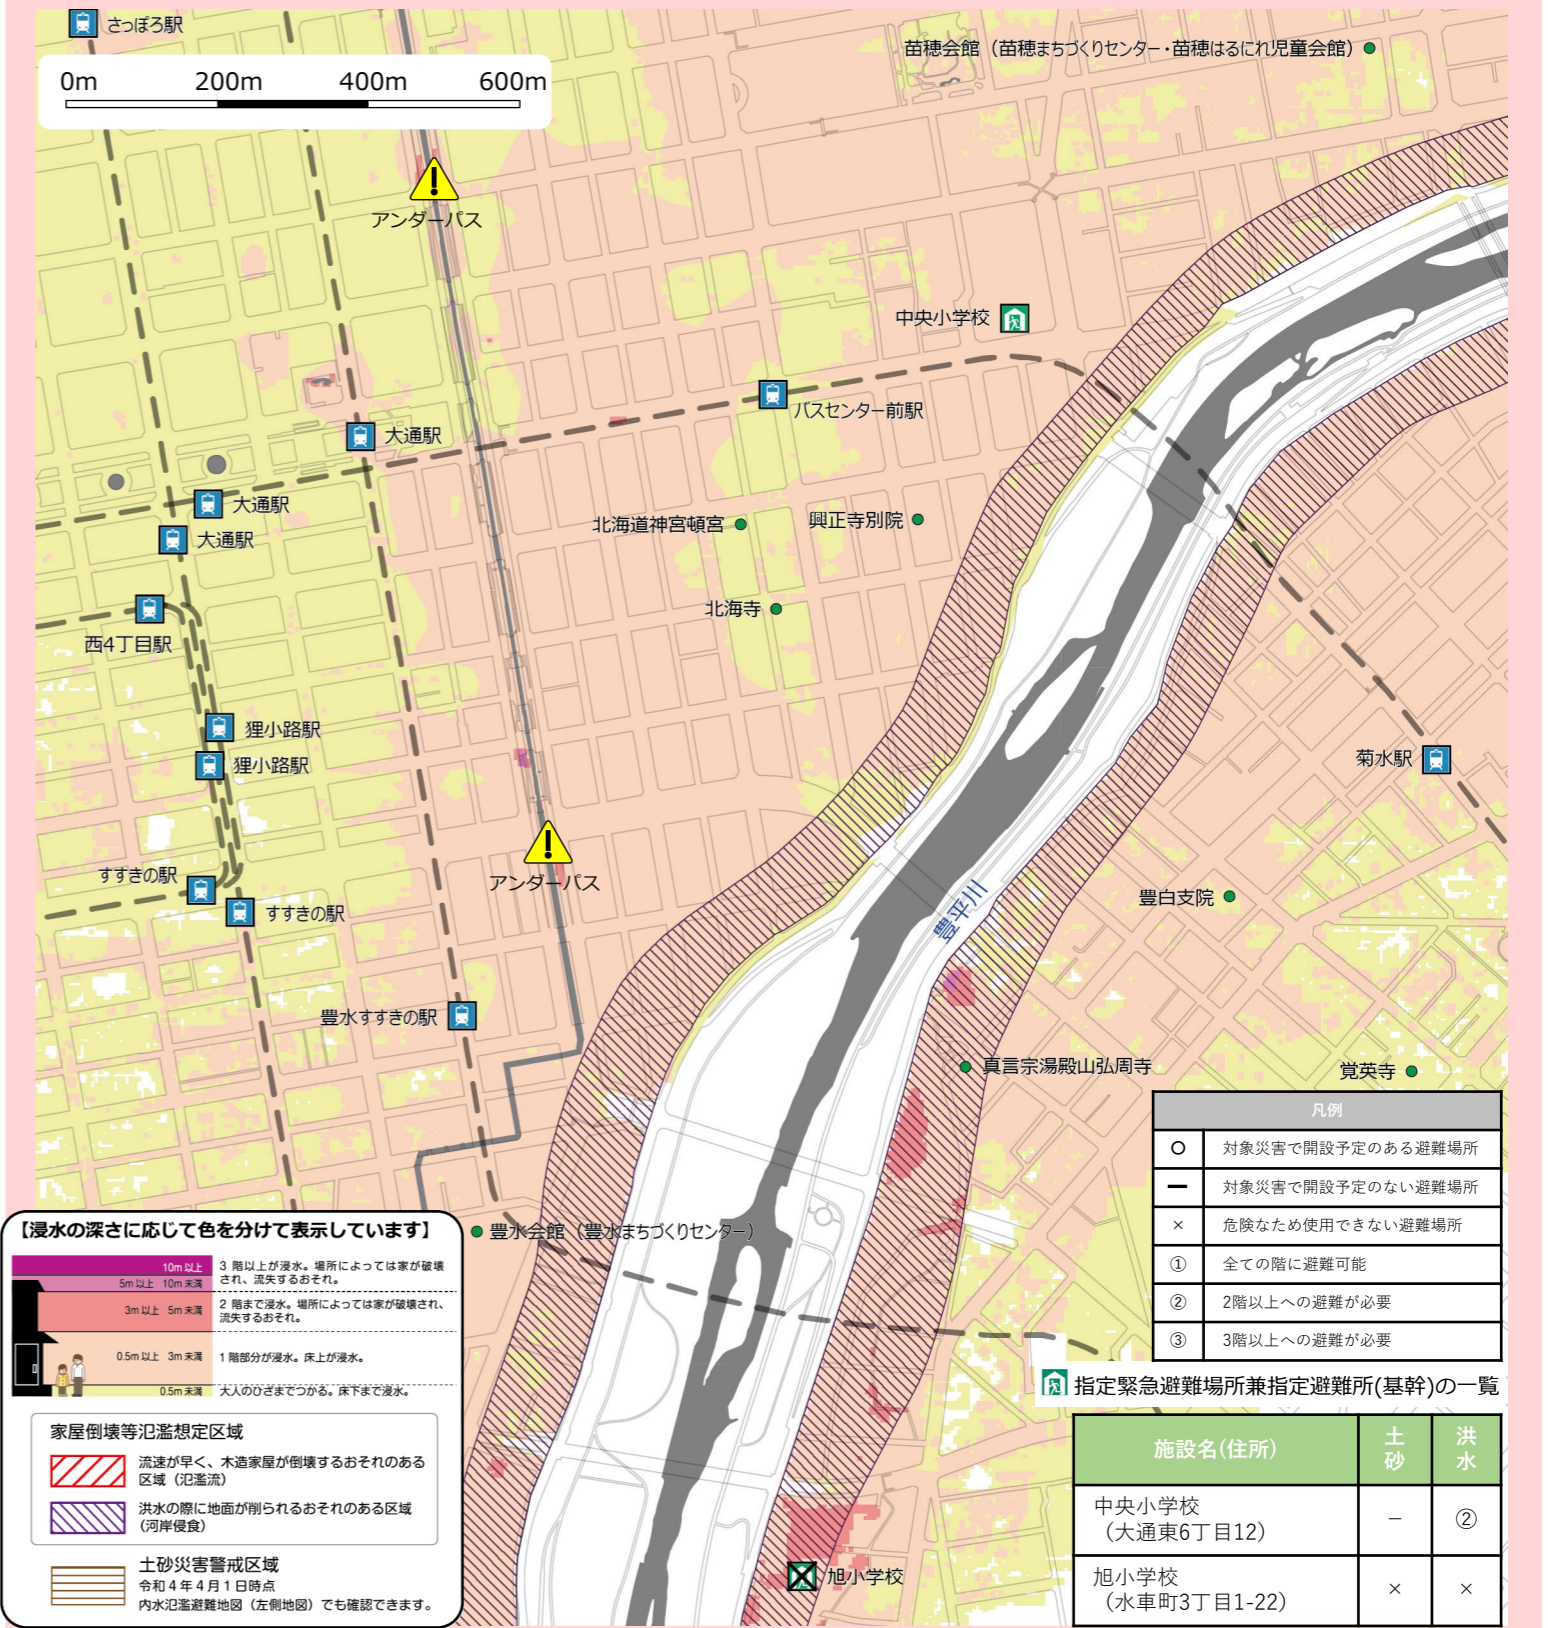 さっぽろ駅
0m 200m 400m 600m
苗穂会館（苗穂まちづくりセンター・苗穂はるにれ児童会館）
アンダーパス
中央小学校
バスセンター前駅
大通駅
大通駅
大通駅
北海道神宮頓宮
興正寺別院
北海寺
西4丁目駅
狸小路駅
狸小路駅
菊水駅
アンダーパス
すすきの駅
すすきの駅
豊平川
豊白支院
豊水すすきの駅
真言宗湯殿山弘周寺
覚英寺
豊水会館（豊水まちづくりセンター）
旭小学校
凡例
○ 対象災害で開設予定のある避難場所
ー 対象災害で開設予定のない避難場所
× 危険なため使用できない避難場所
① 全ての階に避難可能
② 2階以上への避難が必要
③ 3階以上への避難が必要
指定緊急避難場所兼指定避難所(基幹)の一覧
施設名(住所) 土砂 洪水
中央小学校
（大通東6丁目12） － ②
旭小学校
（水車町3丁目1-22） × ×
【浸水の深さに応じて色を分けて表示しています】
10m以上 3 階以上が浸水。場所によっては家が破壊
され、流失するおそれ。
5m以上 10m未満
3m以上 5m未満 2 階まで浸水。場所によっては家が破壊され、
流失するおそれ。
0.5m以上 3m未満 1 階部分が浸水。床上が浸水。
0.5m未満 大人のひざまでつかる。床下まで浸水。
家屋倒壊等氾濫想定区域
流速が早く、木造家屋が倒壊するおそれのある
区域（氾濫流）
洪水の際に地面が削られるおそれのある区域
（河岸侵食）
土砂災害警戒区域
令和４年４月１日時点
内水氾濫避難地図（左側地図）でも確認できます。